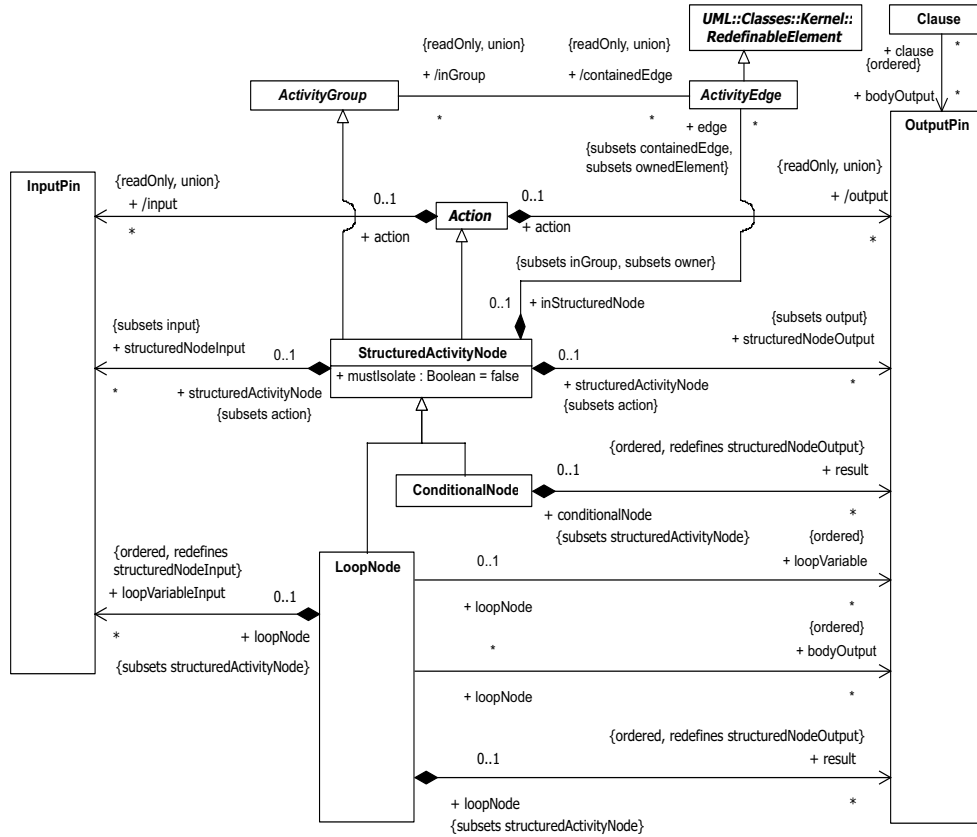 UML::Classes::Kernel::
RedefinableElement
Clause
{readOnly, union}
+ /inGroup
*
{readOnly, union}
+ /containedEdge
*
ActivityGroup
ActivityEdge
+ clause
{ordered}
*
+ bodyOutput
*
OutputPin
+ edge
*
{subsets containedEdge,
subsets ownedElement}
InputPin
{readOnly, union}
+ /input
*
0..1
+ action
Action
0..1
+ action
{readOnly, union}
+ /output
*
{subsets inGroup, subsets owner}
0..1
+ inStructuredNode
{subsets input}
+ structuredNodeInput
*
0..1
+ structuredActivityNode
{subsets action}
StructuredActivityNode
+ mustIsolate : Boolean = false
0..1
+ structuredActivityNode
{subsets action}
{subsets output}
+ structuredNodeOutput
*
ConditionalNode
{ordered, redefines structuredNodeOutput}
0..1
+ result
+ conditionalNode
*
{subsets structuredActivityNode}
{ordered, redefines
structuredNodeInput}
+ loopVariableInput
0..1
*
+ loopNode
{subsets structuredActivityNode}
LoopNode
{ordered}
0..1
+ loopVariable
+ loopNode
*
{ordered}
*
+ bodyOutput
+ loopNode
*
{ordered, redefines structuredNodeOutput}
0..1
+ result
+ loopNode
*
{subsets structuredActivityNode}